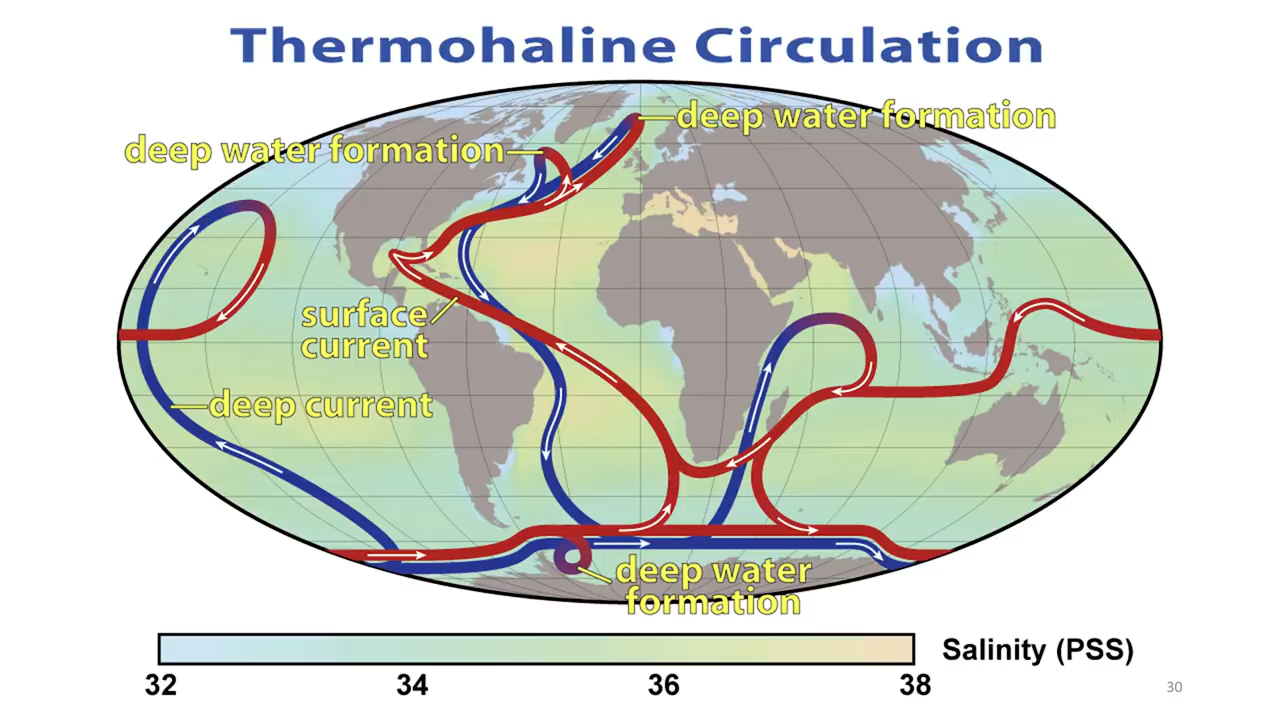 Thermohaline Circulation
deep water formation
deep water formation
surface
current
deep current
deep water
formation
Salinity (PSS)
32 34 36 38
30